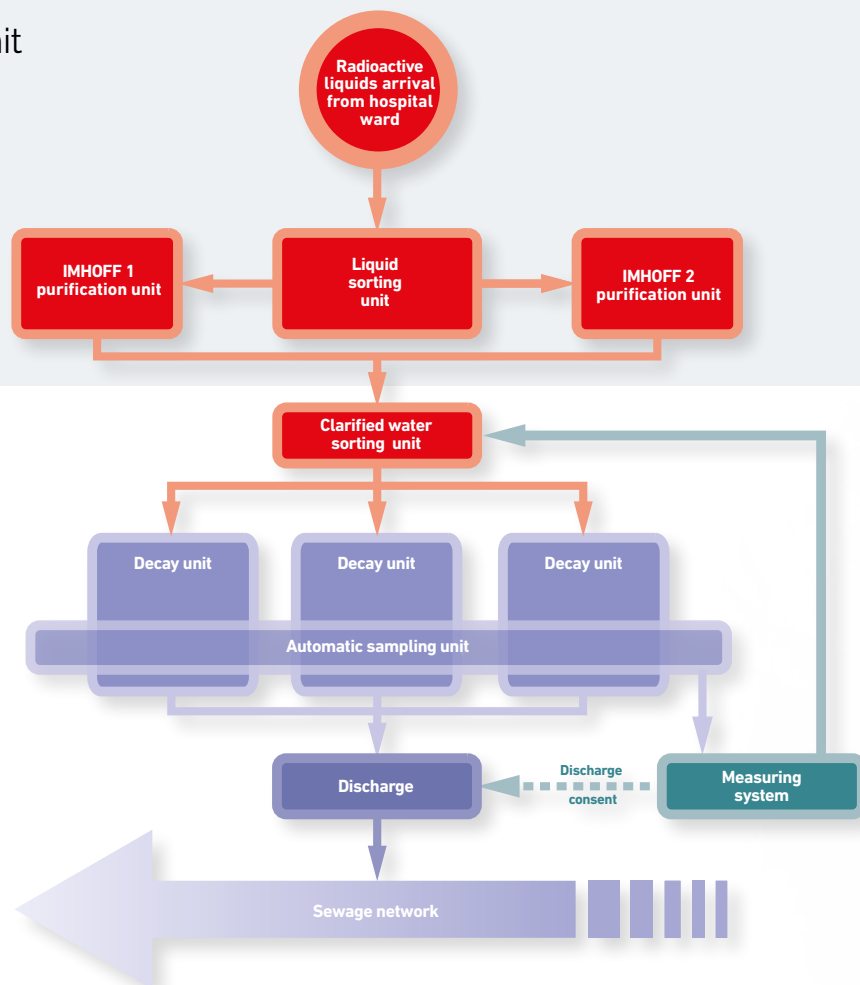 Radioactive
liquids arrival
from hospital
ward
IMHOFF 1
purification unit
Liquid
sorting
unit
IMHOFF 2
purification unit
Clarified water
sorting unit
Decay unit
Decay unit
Decay unit
Automatic sampling unit
Discharge
Discharge
consent
Measuring
system
Sewage network